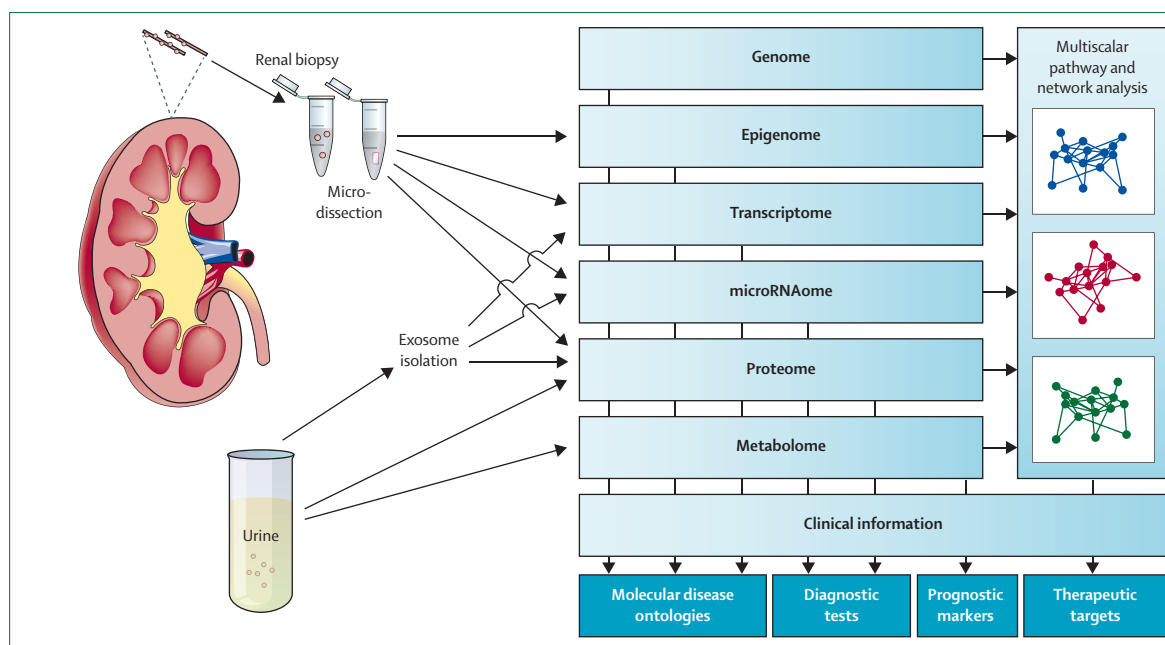 Renal biopsy
Micro-
dissection
Exosome
isolation
Urine
Genome
Epigenome
Transcriptome
microRNAome
Proteome
Metabolome
Multiscalar
pathway and
network analysis
Clinical information
Molecular disease
ontologies
Diagnostic
tests
Prognostic
markers
Therapeutic
targets